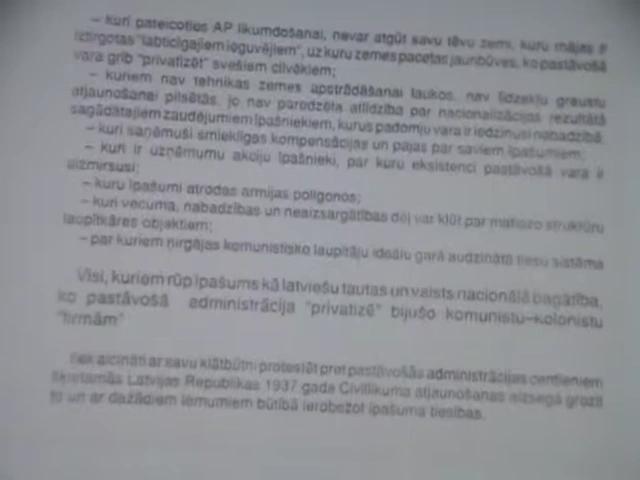 – kuri pateicoties AP likumdošanai, nevar atgūt savu tēvu zemi, kuru mājas ir
izdirgotas "labticīgajiem ieguvējiem", uz kuru zemes paceļas jaunbūves, ko pastāvošā
vara grib "privatizēt" svešiem cilvēkiem;
– kuriem nav tehnikas zemes apstrādāšanai laukos, nav līdzekļu graustu
atjaunošanai pilsētās, jo nav paredzēta atlīdzība par nacionalizācijas rezultātā
sagādātajiem zaudējumiem īpašniekiem, kurus padomju vara ir iedzinusi nabadzībā;
– kuri saņēmuši smieklīgas kompensācijas un pajas par saviem īpašumiem;
– kuri ir uzņēmumu akciju īpašnieki, par kuru eksistenci pastāvošā vara ir
aizmirsusi;
– kuru īpašumi atrodas armijas poligonos;
– kuri vecuma, nabadzības un neaizsargātības dēļ var kļūt par mafiozo struktūru
laupītkāres objektiem;
– par kuriem ņirgājas komunistisko laupītāju ideālu garā audzinātā tiesu sistēma
Visi, kuriem rūp īpašums kā latviešu tautas un valsts nacionālā bagātība,
ko pastāvošā administrācija "privatizē" bijušo komunistu–kolonistu
"firmām"
tiek aicināti ar savu klātbūtni protestēt pret pastāvošās administrācijas centieniem
Latvijas Republikas 1937.gada Civillikuma atjaunošanas aizsegā grozīt
to un ar dažādiem lēmumiem būtībā ierobežot īpašuma tiesības.